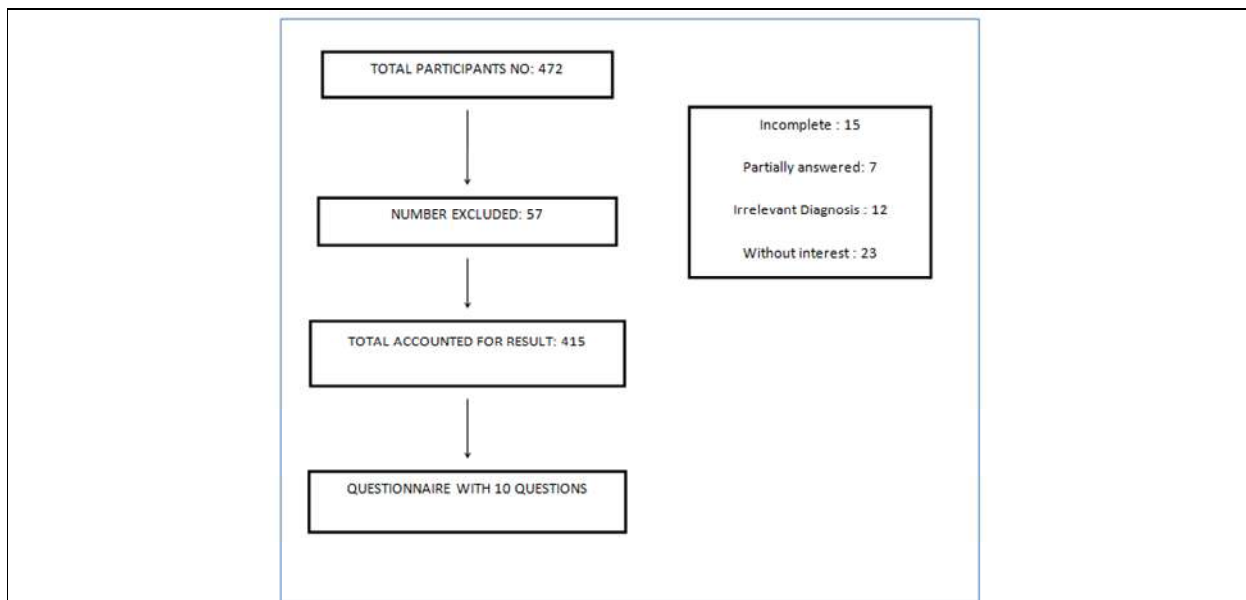 TOTAL PARTICIPANTS NO: 472
Incomplete : 15
Partially answered: 7
Irrelevant Diagnosis : 12
Without interest : 23
NUMBER EXCLUDED: 57
TOTAL ACCOUNTED FOR RESULT: 415
QUESTIONNAIRE WITH 10 QUESTIONS